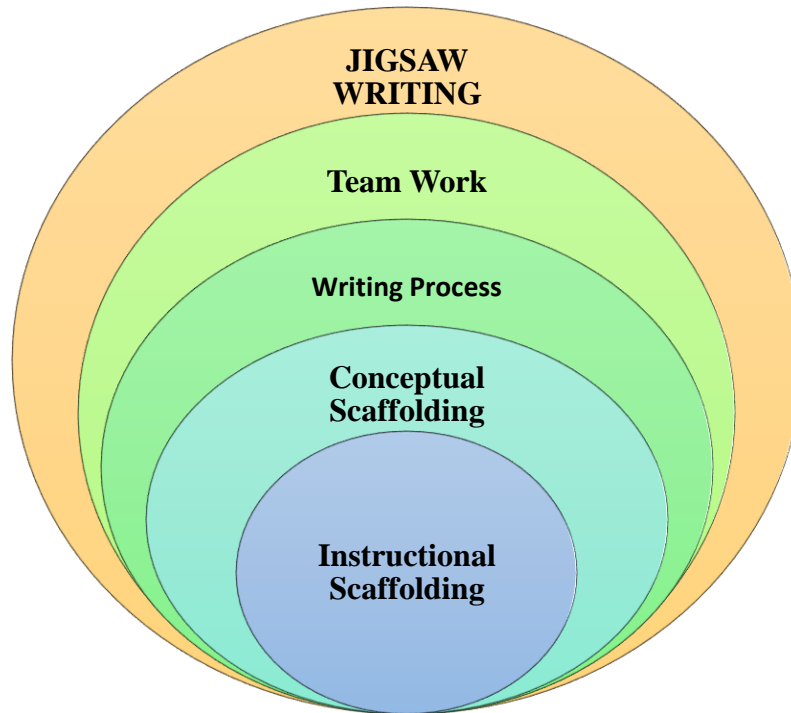 JIGSAW
WRITING
Team Work
Writing Process
Conceptual
Scaffolding
Instructional
Scaffolding